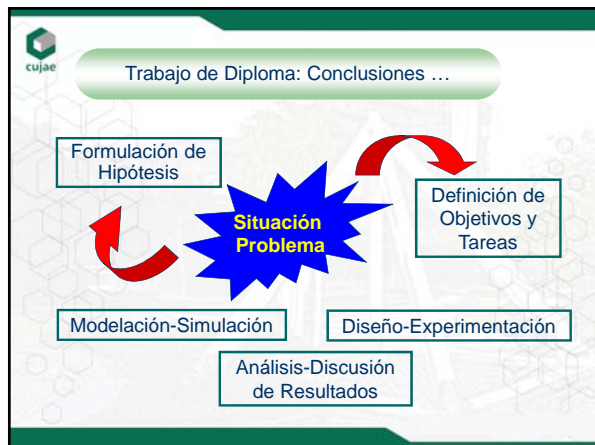 cujae
Trabajo de Diploma: Conclusiones …
Formulación de
Hipótesis
Situación
Problema
Definición de
Objetivos y
Tareas
Modelación-Simulación
Diseño-Experimentación
Análisis-Discusión
de Resultados